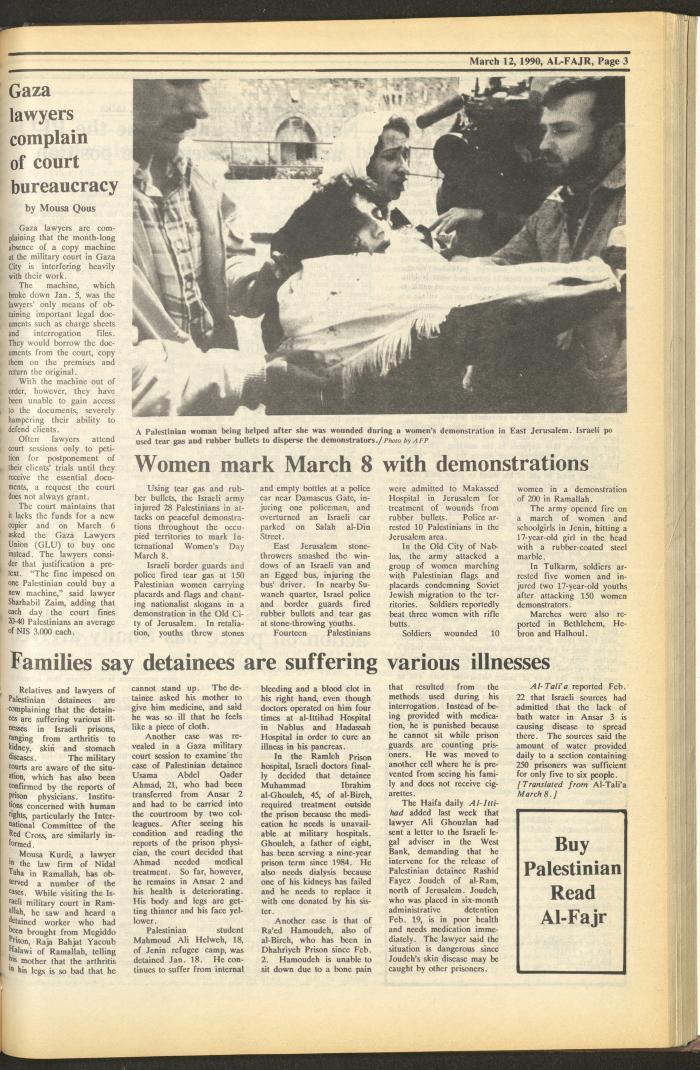 March 12, 1990, AL-FAJR, Page 3
Gaza
lawyers
complain
of court
bureaucracy
by Mousa Qous
Gaza lawyers are com-
plaining that the month-long
absence of a copy machine
at the military court in Gaza
City is interfering heavily
with their work.
The machine, which
broke down Jan. 5, was the
lawyers' only means of ob-
taining important legal doc-
uments such as charge sheets
and interrogation files.
They would borrow the doc-
uments from the court, copy
them on the premises and
return the original.
With the machine out of
order, however, they have
been unable to gain access
to the documents, severely
hampering their ability to
defend clients.
Often lawyers attend
court sessions only to peti-
tion for postponement of
their clients' trials until they
receive the essential docu-
ments, a request the court
does not always grant.
The court maintains that
it lacks the funds for a new
copier and on March 6
asked the Gaza Lawyers
Union (GLU) to buy one
instead. The lawyers consi-
der that justification a pre-
text. "The fine imposed on
one Palestinian could buy a
new machine," said lawyer
Sharhabil Zaim, adding that
each day the court fines
20-40 Palestinians an average
of NIS 3,000 each.
A Palestinian woman being helped after she was wounded during a women's demonstration in East Jerusalem. Israeli po
used tear gas and rubber bullets to disperse the demonstrators./ Photo by AFP
Women mark March 8 with demonstrations
Using tear gas and rub-
ber bullets, the Israeli army
injured 28 Palestinians in at-
tacks on peaceful demonstra-
tions throughout the occu-
pied territories to mark In-
ternational Women's Day
March 8.
Israeli border guards and
police fired tear gas at 150
Palestinian women carrying
placards and flags and chant-
ing nationalist slogans in a
demonstration in the Old Ci-
ty of Jerusalem. In retalia-
tion, youths threw stones
and empty bottles at a police
car near Damascus Gate, in-
juring one policeman, and
overturned an Israeli car
parked on Salah al-Din
Street.
East Jerusalem stone-
throwers smashed the win-
dows of an Israeli van and
an Egged bus, injuring the
bus' driver. In nearby Su-
wanch quarter, Israel police
and border guards fired
rubber bullets and tear gas
at stone-throwing youths.
Fourteen Palestinians
were admitted to Makassed
Hospital in Jerusalem for
treatment of wounds from
rubber bullets. Police ar-
rested 10 Palestinians in the
Jerusalem area.
In the Old City of Nab-
lus, the army attacked a
group of women marching
with Palestinian flags and
placards condemning Soviet
Jewish migration to the ter-
ritories. Soldiers reportedly
beat three women with rifle
butts.
Soldiers wounded 10
women in a demonstration
of 200 in Ramallah.
The army opened fire on
a march of women and
schoolgirls in Jenin, hitting a
17-year-old girl in the head
with a rubber-coated steel
marble.
In Tulkarm, soldiers ar-
rested five women and in-
jured two 17-year-old youths
after attacking 150 women
demonstrators.
Marches were also re-
ported in Bethlehem, He-
bron and Halhoul.
Families say detainees are suffering various illnesses
Relatives and lawyers of
Palestinian detainees are
complaining that the detain-
ees are suffering various ill-
nesses in Israeli prisons,
ranging from arthritis to
kidney, skin and stomach
diseases. The military
courts are aware of the situ-
ation, which has also been
confirmed by the reports of
prison physicians. Institu-
tions concerned with human
rights, particularly the Inter-
national Committee of the
Red Cross, are similarly in-
formed.
Mousa Kurdi, a lawyer
in the law firm of Nidal
Taha in Ramallah, has ob-
served a number of the
cases. While visiting the Is-
raeli military court in Ram-
allah, he saw and heard a
detained worker who had
been brought from Megiddo
Prison, Raja Bahjat Yacoub
Halawi of Ramallah, telling
his mother that the arthritis
in his legs is so bad that he
cannot stand up. The de-
tainee asked his mother to
give him medicine, and said
he was so ill that he feels
like a piece of cloth.
Another case was re-
vealed in a Gaza military
court session to examine the
case of Palestinian detainee
Usama Abdel Qader
Ahmad, 21, who had been
transferred from Ansar 2
and had to be carried into
the courtroom by two col-
leagues. After seeing his
condition and reading the
reports of the prison physi-
cian, the court decided that
Ahmad needed medical
treatment. So far, however,
he remains in Ansar 2 and
his health is deteriorating.
His body and legs are get-
ting thinner and his face yel-
lower.
Palestinian student
Mahmoud Ali Helweh, 18,
of Jenin refugee camp, was
detained Jan. 18. He con-
tinues to suffer from internal
bleeding and a blood clot in
his right hand, even though
doctors operated on him four
times at al-Ittihad Hospital
in Nablus and Hadassah
Hospital in order to cure an
illness in his pancreas.
In the Ramleh Prison
hospital, Israeli doctors final-
ly decided that detainee
Muhammad Ibrahim
al-Ghouleh, 45, of al-Bireh,
required treatment outside
the prison because the medi-
cation he needs is unavail-
able at military hospitals.
Ghouleh, a father of eight,
has been serving a nine-year
prison term since 1984. He
also needs dialysis because
one of his kidneys has failed
and he needs to replace it
with one donated by his sis-
ter.
Another case is that of
Ra'ed Hamoudeh, also of
al-Birch, who has been in
Dhahriyeh Prison since Feb.
2. Hamoudeh is unable to
sit down due to a bone pain
that resulted from the
methods used during his
interrogation. Instead of be-
ing provided with medica-
tion, he is punished because
he cannot sit while prison
guards are counting pris-
oners. He was moved to
another cell where he is pre-
vented from seeing his fami-
ly and does not receive cig-
arettes.
The Haifa daily Al-Itti-
had added last week that
lawyer Ali Ghouzlan had
sent a letter to the Israeli le-
gal adviser in the West
Bank, demanding that he
intervene for the release of
Palestinian detainee Rashid
Fayez Joudeh of al-Ram,
north of Jerusalem. Joudeh,
who was placed in six-month
administrative detention
Feb. 19, is in poor health
and needs medication imme-
diately. The lawyer said the
situation is dangerous since
Joudeh's skin disease may be
caught by other prisoners.
Al-Tali'a reported Feb.
22 that Israeli sources had
admitted that the lack of
bath water in Ansar 3 is
causing disease to spread
there. The sources said the
amount of water provided
daily to a section containing
250 prisoners was sufficient
for only five to six people.
[Translated from Al-Tali'a
March 8.]
Buy
Palestinian
Read
Al-Fajr